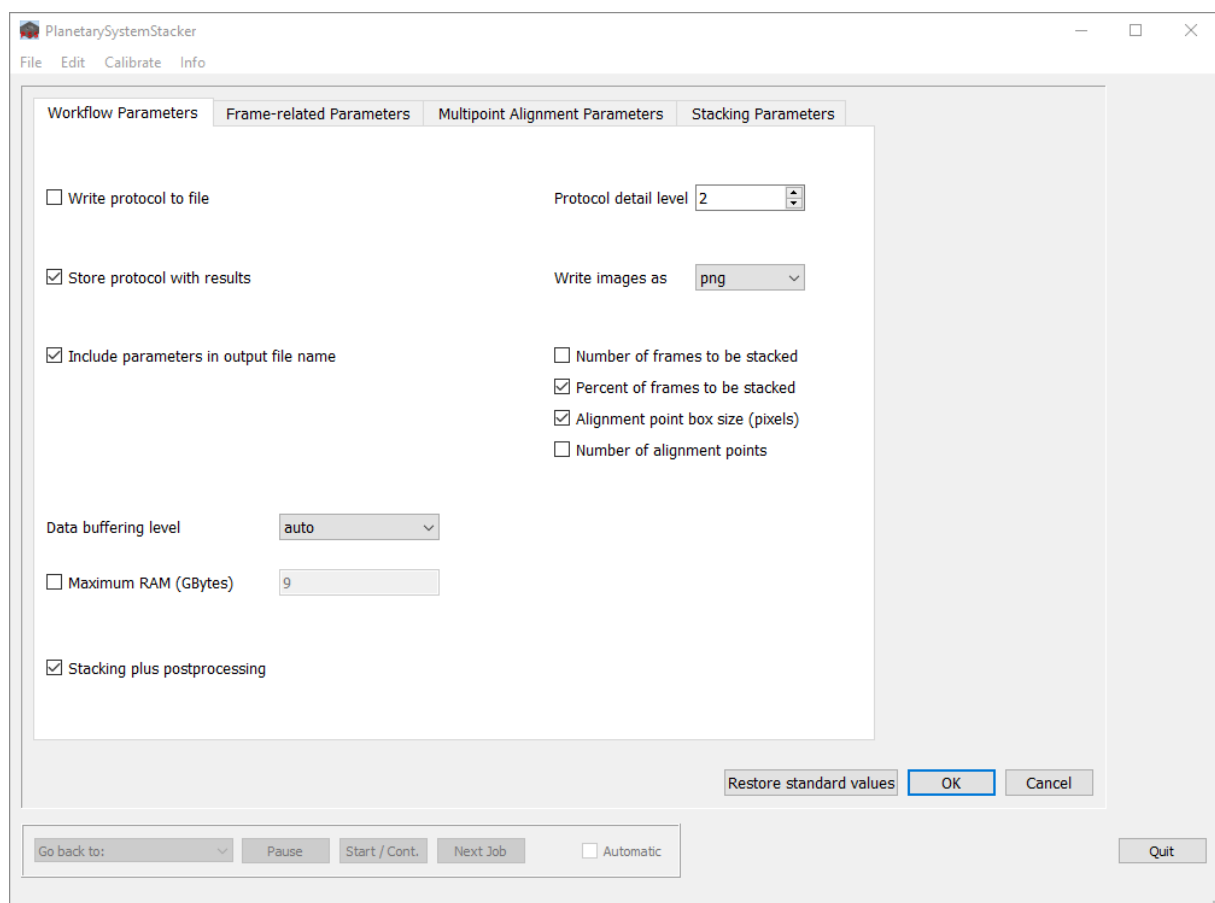 PlanetarySystemStacker
File Edit Calibrate Info
Workflow Parameters Frame-related Parameters Multipoint Alignment Parameters Stacking Parameters
Write protocol to file Protocol detail level 2
Store protocol with results Write images as png
Include parameters in output file name Number of frames to be stacked
Percent of frames to be stacked
Alignment point box size (pixels)
Number of alignment points
Data buffering level auto
Maximum RAM (GBytes) 9
Stacking plus postprocessing
Restore standard values OK Cancel
Go back to: Pause Start / Cont. Next Job Automatic Quit